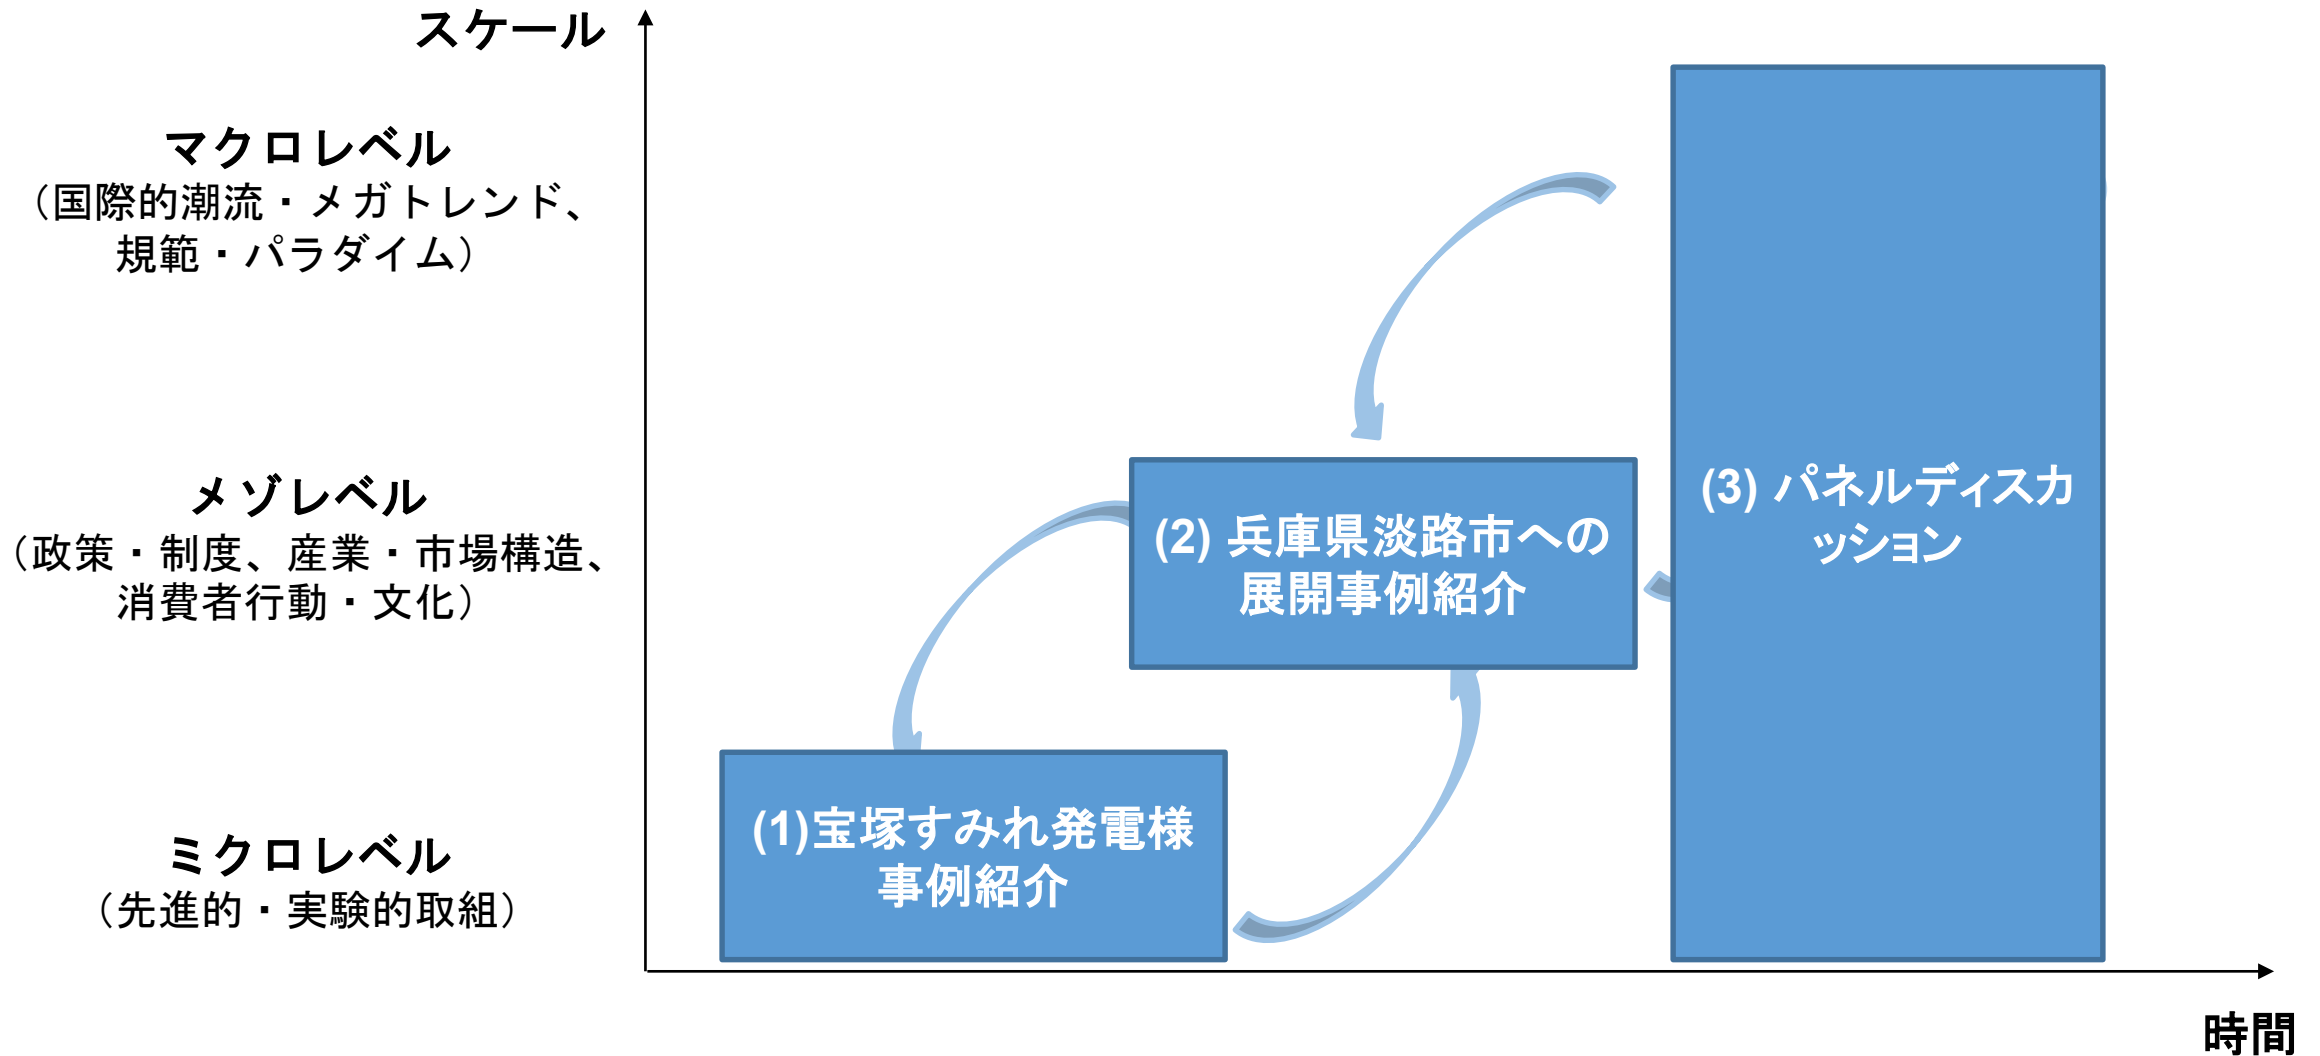 スケール
マクロレベル
（国際的潮流・メガトレンド、
規範・パラダイム）
メゾレベル
（政策・制度、産業・市場構造、
消費者行動・文化）
ミクロレベル
（先進的・実験的取組）
(1)宝塚すみれ発電様
事例紹介
(2) 兵庫県淡路市への
展開事例紹介
(3) パネルディスカ
ッション
時間